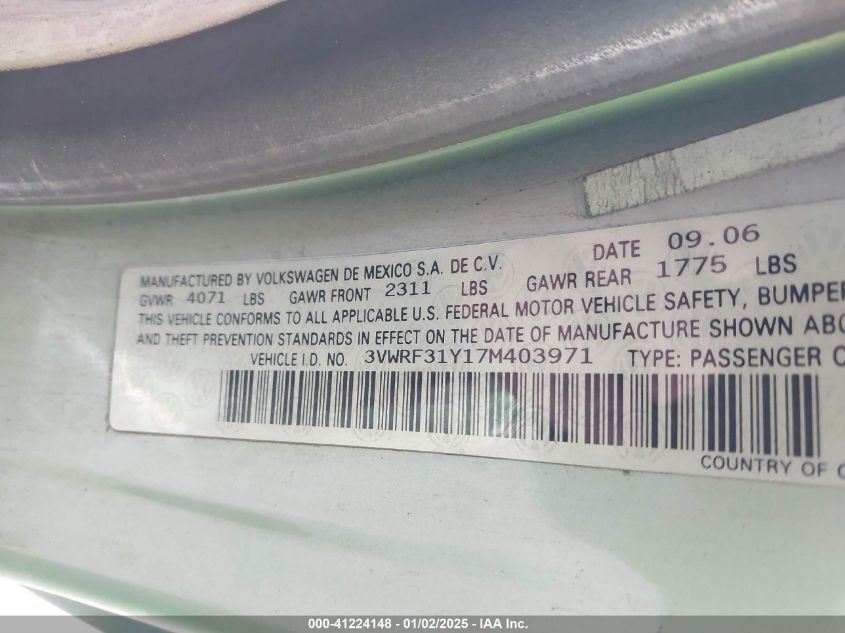 MANUFACTURED BY VOLKSWAGEN DE MEXICO S.A. DE C.V. DATE 09.06
GVWR 4071 LBS GAWR FRONT 2311 LBS GAWR REAR 1775 LBS
THIS VEHICLE CONFORMS TO ALL APPLICABLE U.S. FEDERAL MOTOR VEHICLE SAFETY, BUMPER
AND THEFT PREVENTION STANDARDS IN EFFECT ON THE DATE OF MANUFACTURE SHOWN ABO
VEHICLE I.D. NO. 3VWRF31Y17M403971 TYPE: PASSENGER C
COUNTRY OF O
000-41224148 - 01/02/2025 - IAA Inc.